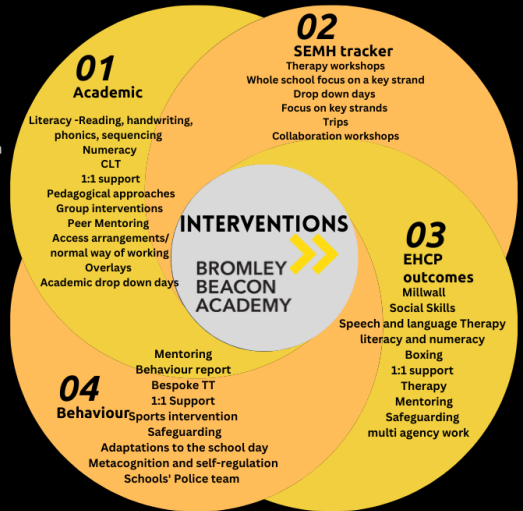 01
Academic
Literacy -Reading, handwriting,
phonics, sequencing
Numeracy
CLT
1:1 support
Pedagogical approaches
Group interventions
Peer Mentoring
Access arrangements/
normal way of working
Overlays
Academic drop down days
02
SEMH tracker
Therapy workshops
Whole school focus on a key strand
Drop down days
Focus on key strands
Trips
Collaboration workshops
INTERVENTIONS
BROMLEY
BEACON
ACADEMY
03
EHCP
outcomes
Millwall
Social Skills
Speech and language Therapy
literacy and numeracy
Boxing
1:1 support
Therapy
Mentoring
Safeguarding
multi agency work
04
Behaviour
Mentoring
Behaviour report
Bespoke TT
1:1 Support
Sports intervention
Safeguarding
Adaptations to the school day
Metacognition and self-regulation
Schools' Police team